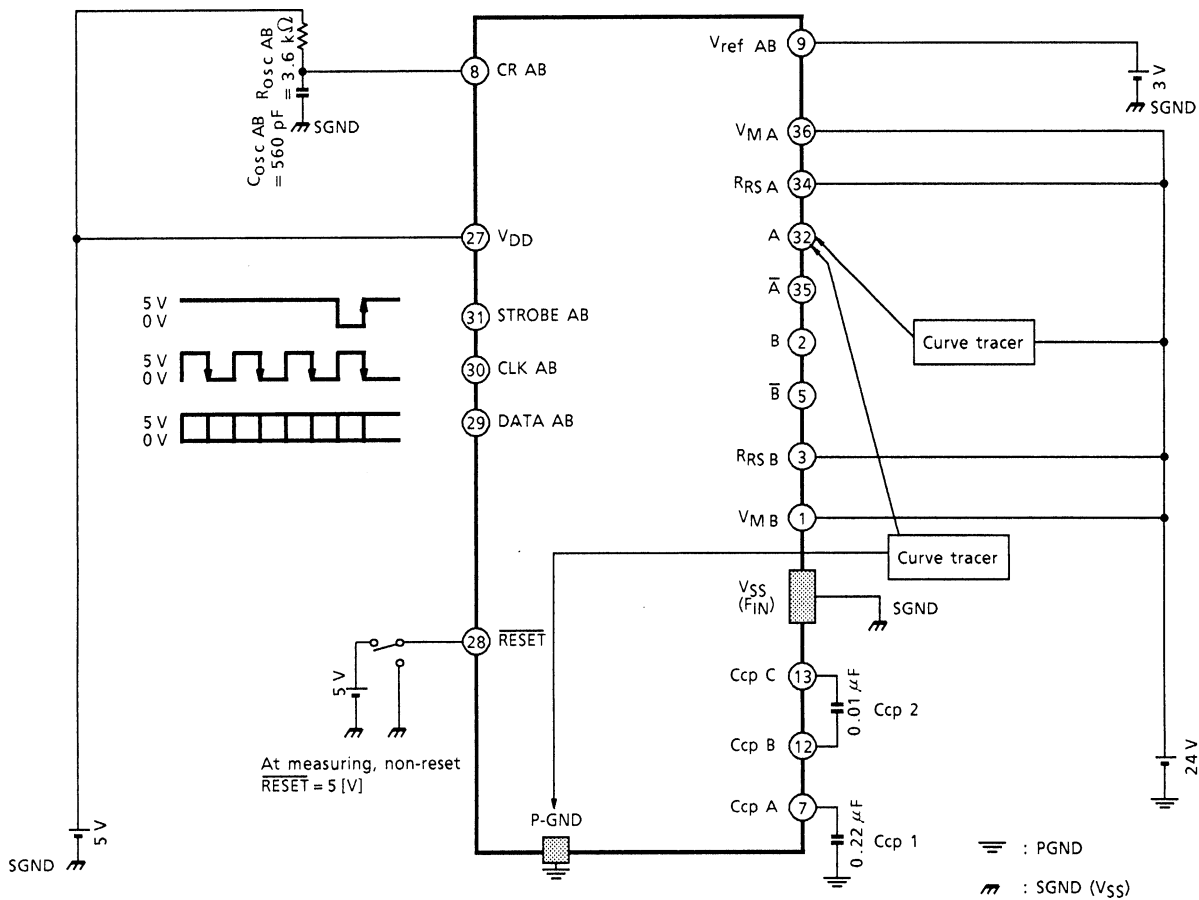 Rosc AB
= 3.6 kΩ
Cosc AB
= 560 pF
SGND
8
CR AB
Vref AB
9
3 V
SGND
VM A
36
RRS A
34
27
VDD
A
32
A̅
35
5 V
0 V
31
STROBE AB
B
2
Curve tracer
5 V
0 V
30
CLK AB
B̅
5
5 V
0 V
29
DATA AB
RRS B
3
VM B
1
Curve tracer
VSS
(FIN)
SGND
28
R̅E̅S̅E̅T̅
5 V
Ccp C
13
0.01 μF
Ccp 2
Ccp B
12
24 V
At measuring, non-reset
R̅E̅S̅E̅T̅ = 5 [V]
Ccp A
7
0.22 μF
Ccp 1
P-GND
5 V
SGND
: PGND
: SGND (VSS)